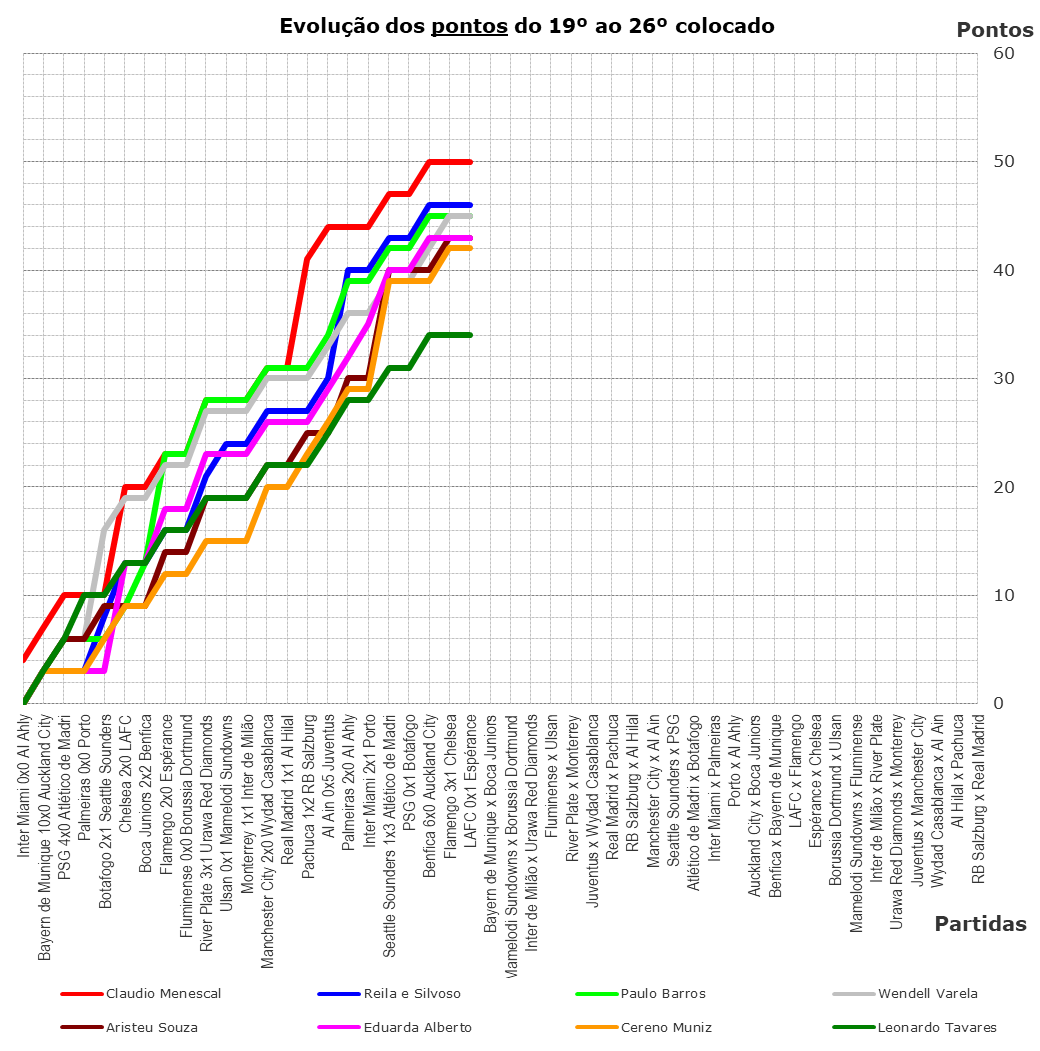 Evolução dos pontos do 19º ao 26º colocado
Pontos
60
50
40
30
20
10
0
Inter Miami 0x0 Al Ahly
Bayern de Munique 10x0 Auckland City
PSG 4x0 Atlético de Madri
Palmeiras 0x0 Porto
Botafogo 2x1 Seattle Sounders
Chelsea 2x0 LAFC
Boca Juniors 2x2 Benfica
Flamengo 2x0 Espérance
Fluminense 0x0 Borussia Dortmund
River Plate 3x1 Urawa Red Diamonds
Ulsan 0x1 Mamelodi Sundowns
Monterrey 1x1 Inter de Milão
Manchester City 2x0 Wydad Casablanca
Real Madrid 1x1 Al Hilal
Pachuca 1x2 RB Salzburg
Al Ain 0x5 Juventus
Palmeiras 2x0 Al Ahly
Inter Miami 2x1 Porto
Seattle Sounders 1x3 Atlético de Madri
PSG 0x1 Botafogo
Benfica 6x0 Auckland City
Flamengo 3x1 Chelsea
LAFC 0x1 Espérance
Bayern de Munique x Boca Juniors
Mamelodi Sundowns x Borussia Dortmund
Inter de Milão x Urawa Red Diamonds
Fluminense x Ulsan
River Plate x Monterrey
Juventus x Wydad Casablanca
Real Madrid x Pachuca
RB Salzburg x Al Hilal
Manchester City x Al Ain
Seattle Sounders x PSG
Atlético de Madri x Botafogo
Inter Miami x Palmeiras
Porto x Al Ahly
Auckland City x Boca Juniors
Benfica x Bayern de Munique
LAFC x Flamengo
Espérance x Chelsea
Borussia Dortmund x Ulsan
Mamelodi Sundowns x Fluminense
Inter de Milão x River Plate
Urawa Red Diamonds x Monterrey
Juventus x Manchester City
Wydad Casablanca x Al Ain
Al Hilal x Pachuca
RB Salzburg x Real Madrid
Partidas
Claudio Menescal
Reila e Silvoso
Paulo Barros
Wendell Varela
Aristeu Souza
Eduarda Alberto
Cereno Muniz
Leonardo Tavares